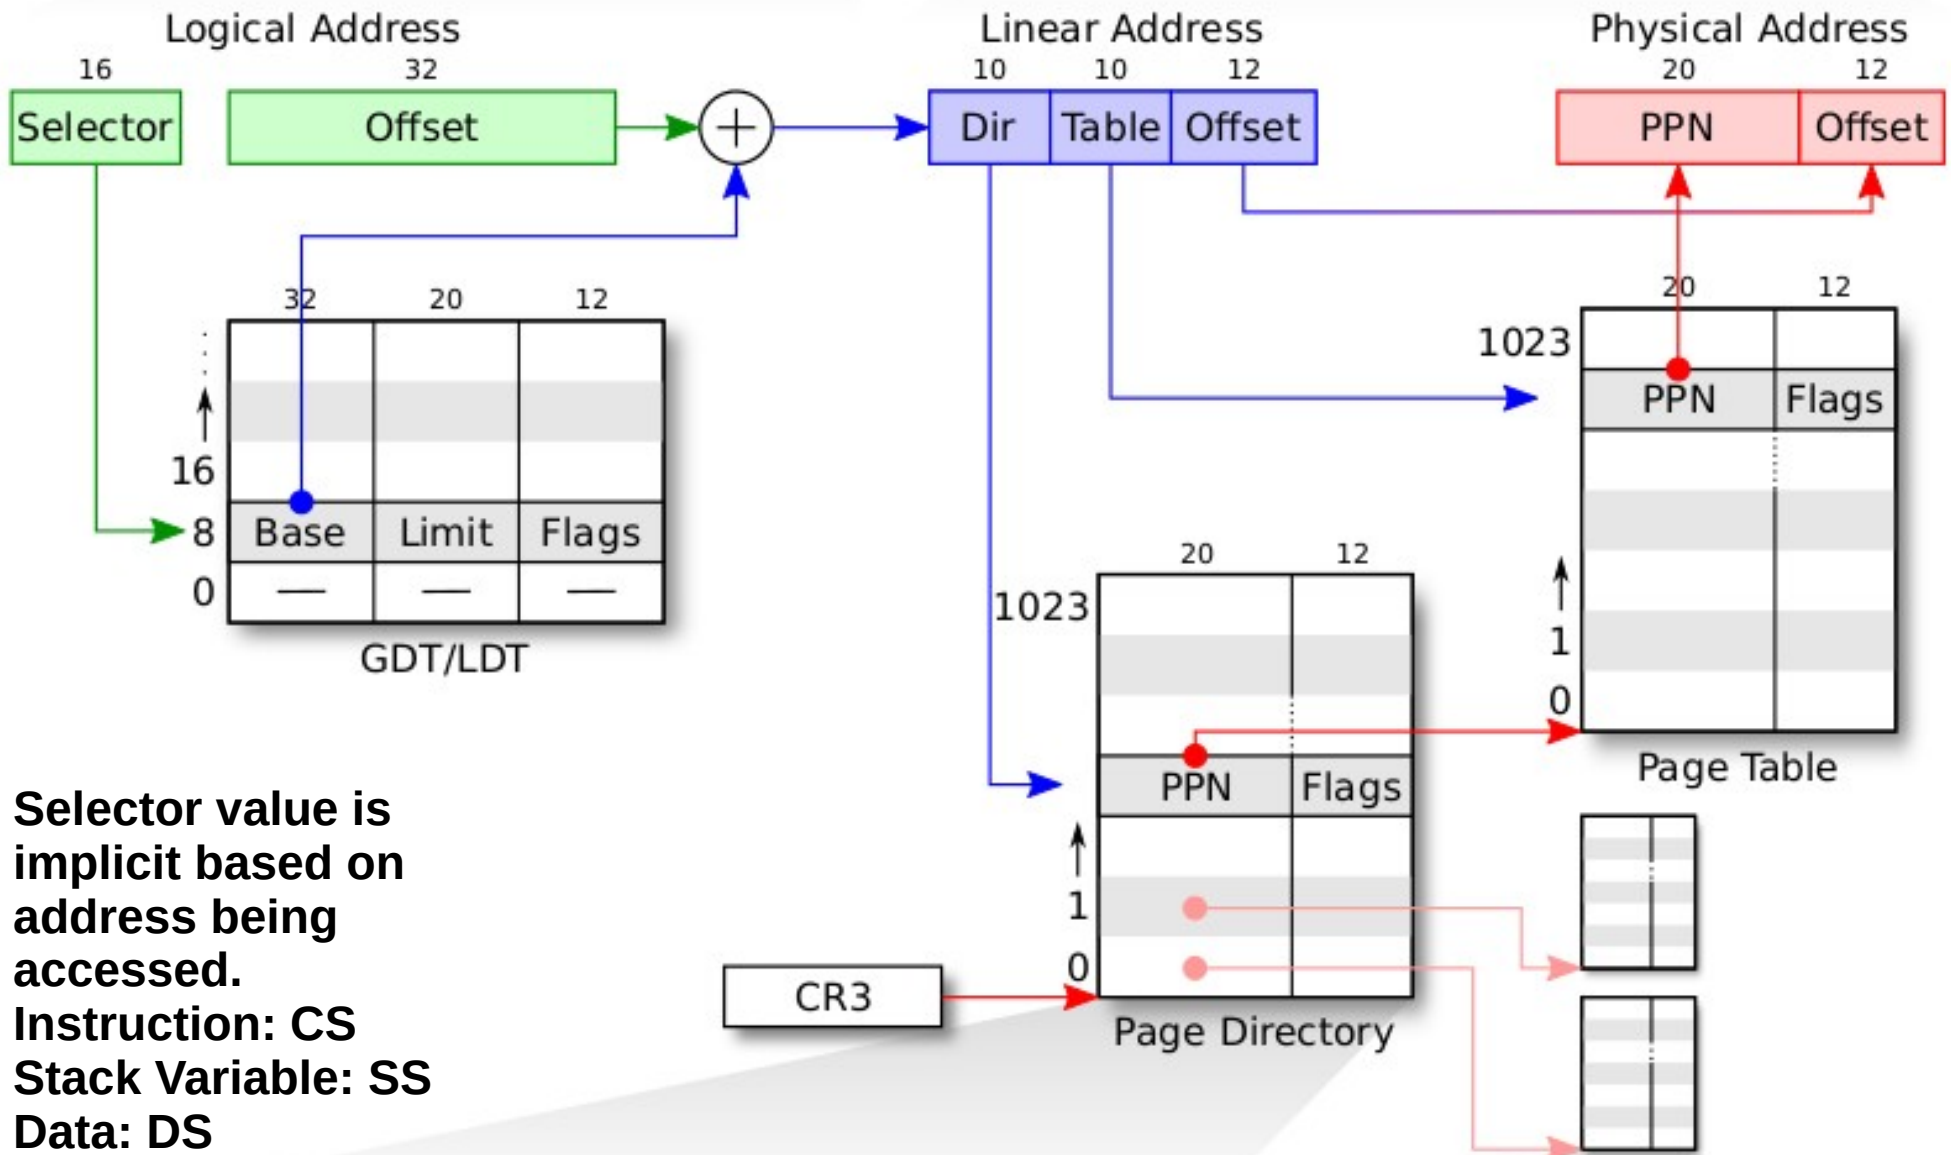 Logical Address
Linear Address
Physical Address
16
32
10
10
12
20
12
Selector
Offset
+
Dir
Table
Offset
PPN
Offset
32
20
12
20
12
1023
PPN
Flags
16
8
Base
Limit
Flags
0
— — —
GDT/LDT
1
0
Page Table
20
12
1023
PPN
Flags
1
0
Page Directory
CR3
Selector value is
implicit based on
address being
accessed.
Instruction: CS
Stack Variable: SS
Data: DS